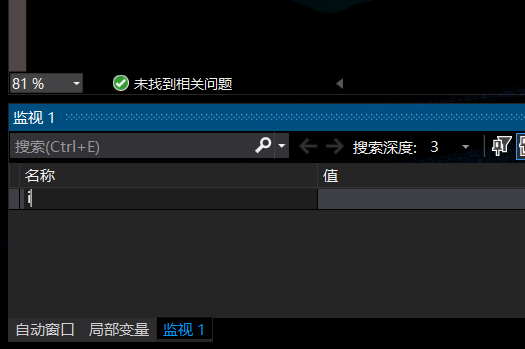 81 % 未找到相关问题
监视 1
搜索(Ctrl+E) 搜索深度: 3
名称 值
i
自动窗口 局部变量 监视 1